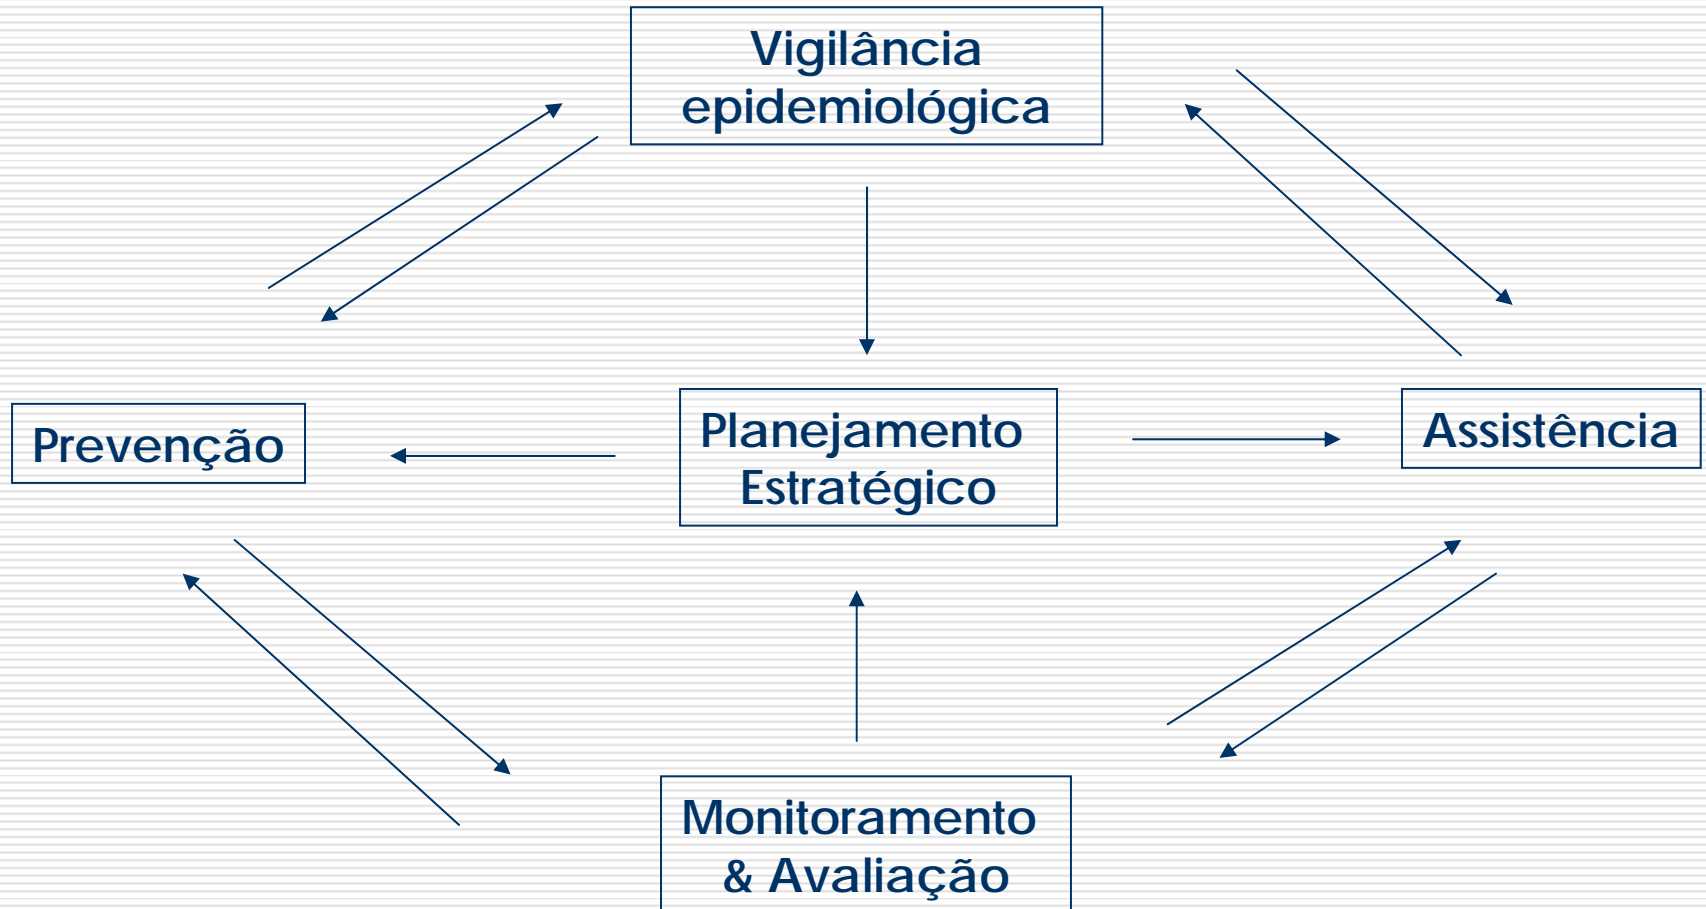 Vigilância
epidemiológica
Prevenção
Planejamento
Estratégico
Assistência
Monitoramento
& Avaliação